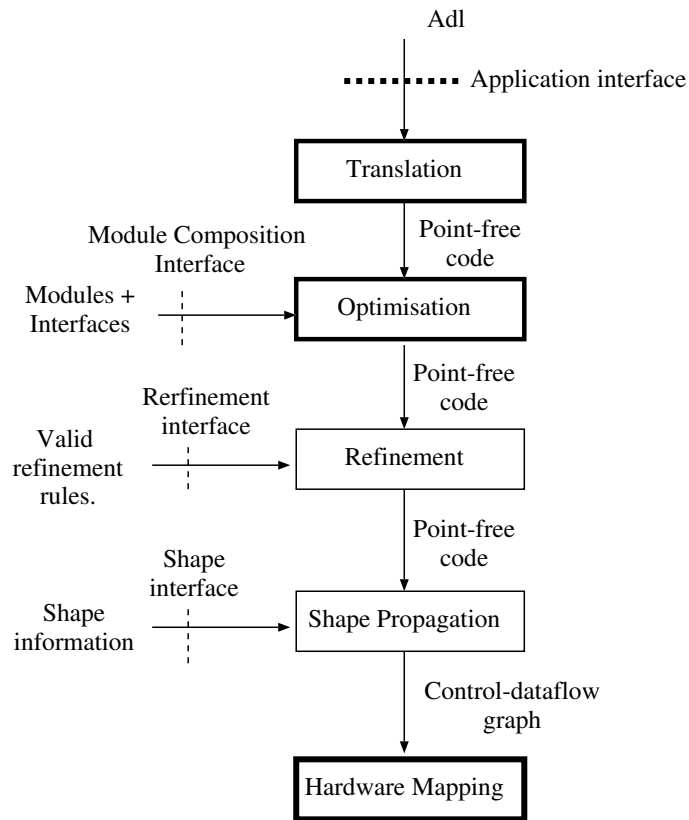 Adl
Application interface
Translation
Point-free
code
Module Composition
Interface
Modules +
Interfaces
Optimisation
Point-free
code
Rerfinement
interface
Valid
refinement
rules.
Refinement
Point-free
code
Shape
interface
Shape
information
Shape Propagation
Control-dataflow
graph
Hardware Mapping